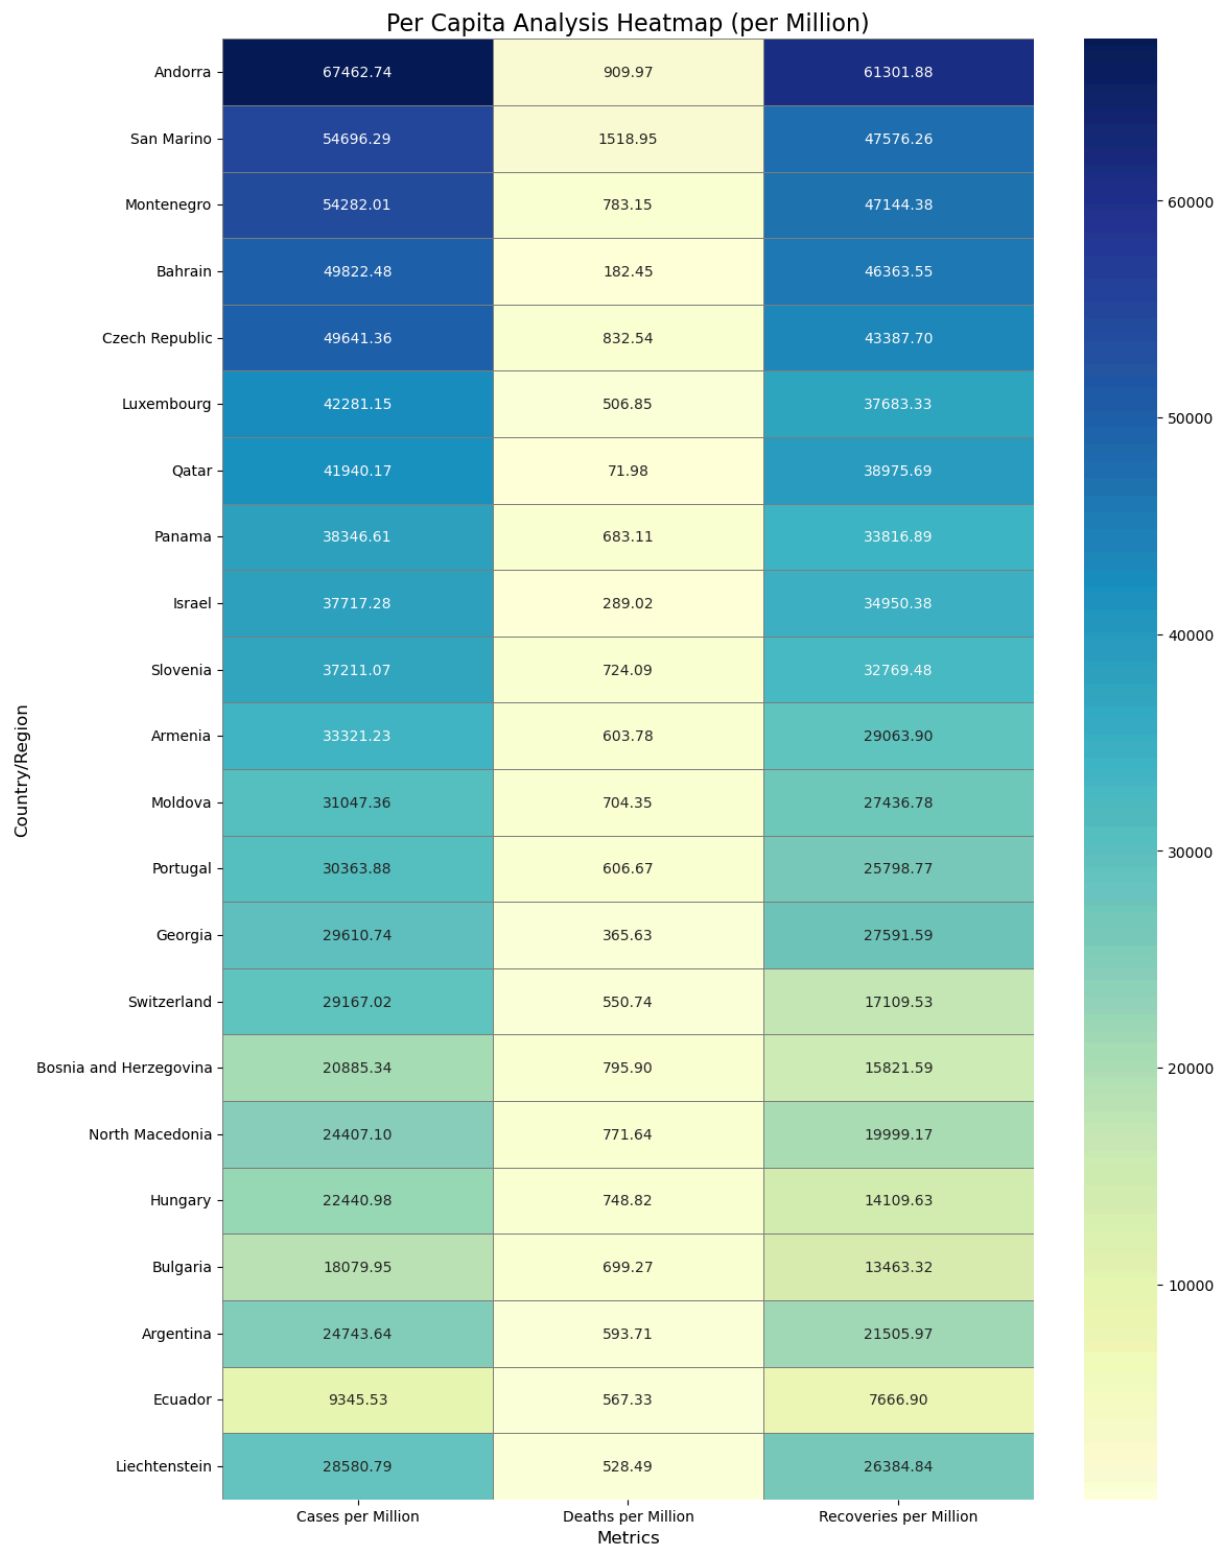 Per Capita Analysis Heatmap (per Million)
Andorra 67462.74 909.97 61301.88
San Marino 54696.29 1518.95 47576.26
Montenegro 54282.01 783.15 47144.38
60000
Bahrain 49822.48 182.45 46363.55
Czech Republic 49641.36 832.54 43387.70
Luxembourg 42281.15 506.85 37683.33
50000
Qatar 41940.17 71.98 38975.69
Panama 38346.61 683.11 33816.89
Israel 37717.28 289.02 34950.38
40000
Slovenia 37211.07 724.09 32769.48
Armenia 33321.23 603.78 29063.90
Country/Region
Moldova 31047.36 704.35 27436.78
30000
Portugal 30363.88 606.67 25798.77
Georgia 29610.74 365.63 27591.59
Switzerland 29167.02 550.74 17109.53
Bosnia and Herzegovina 20885.34 795.90 15821.59
20000
North Macedonia 24407.10 771.64 19999.17
Hungary 22440.98 748.82 14109.63
Bulgaria 18079.95 699.27 13463.32
10000
Argentina 24743.64 593.71 21505.97
Ecuador 9345.53 567.33 7666.90
Liechtenstein 28580.79 528.49 26384.84
Cases per Million Deaths per Million Recoveries per Million
Metrics